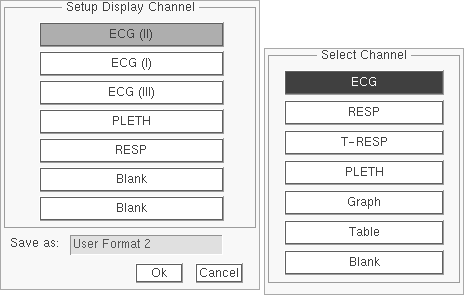 Setup Display Channel
ECG (II)
ECG (I)
ECG (III)
PLETH
RESP
Blank
Blank
Save as: User Format 2
Ok Cancel
Select Channel
ECG
RESP
T-RESP
PLETH
Graph
Table
Blank